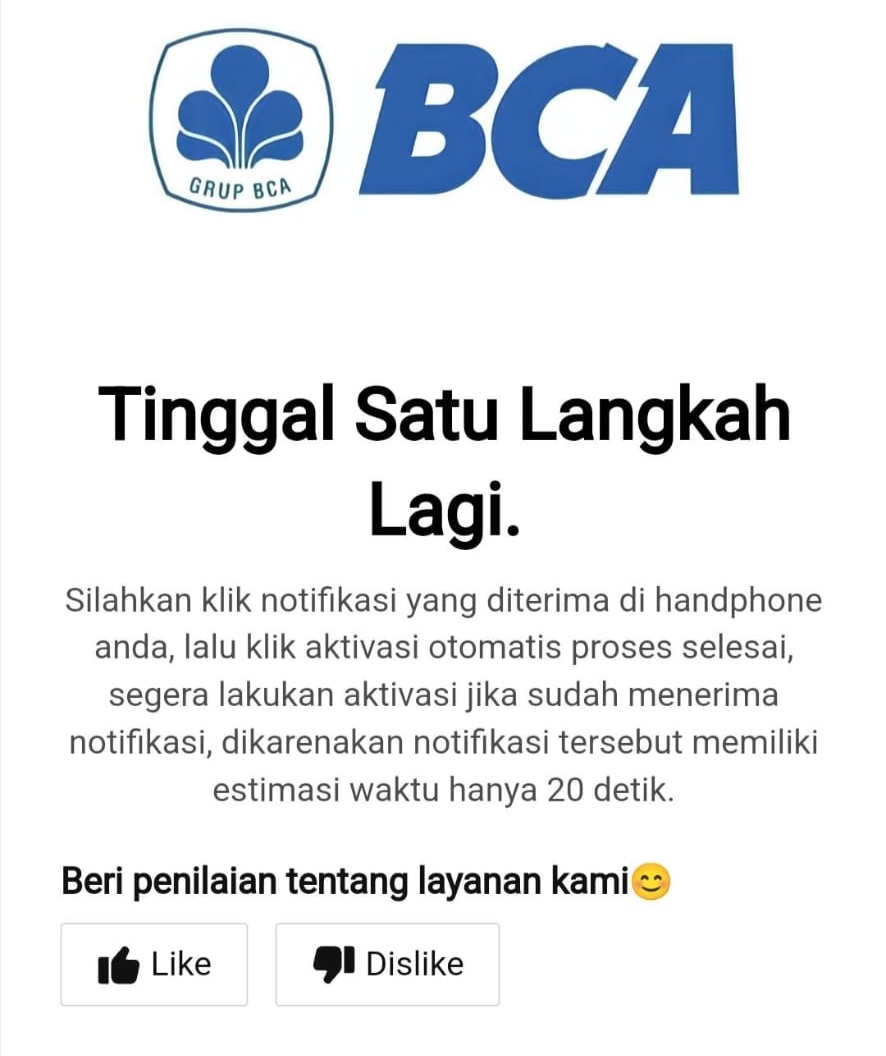 GRUP BCA
BCA
Tinggal Satu Langkah
Lagi.
Silahkan klik notifikasi yang diterima di handphone
anda, lalu klik aktivasi otomatis proses selesai,
segera lakukan aktivasi jika sudah menerima
notifikasi, dikarenakan notifikasi tersebut memiliki
estimasi waktu hanya 20 detik.
Beri penilaian tentang layanan kami😊
Like
Dislike